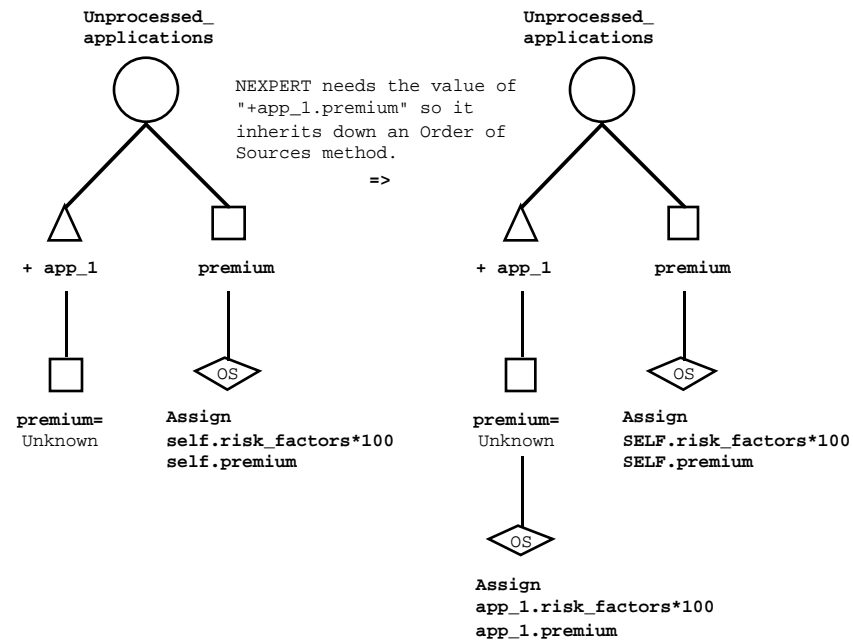 Unprocessed_
applications
NEXPERT needs the value of
"+app_1.premium" so it
inherits down an Order of
Sources method.
=>
+ app_1
premium
OS
premium=
Unknown
Assign
self.risk_factors*100
self.premium
Unprocessed_
applications
+ app_1
premium
OS
premium=
Unknown
Assign
SELF.risk_factors*100
SELF.premium
OS
Assign
app_1.risk_factors*100
app_1.premium